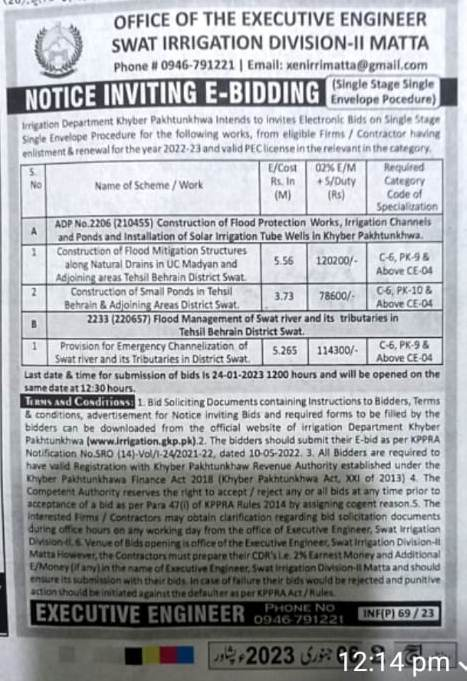 OFFICE OF THE EXECUTIVE ENGINEER
SWAT IRRIGATION DIVISION-II MATTA
Phone # 0946-791221 | Email: xenirrimatta@gmail.com
NOTICE INVITING E-BIDDING (Single Stage Single Envelope Pocedure)
Irrigation Department Khyber Pakhtunkhwa Intends to Invites Electronic Bids on Single Stage
Single Envelope Procedure for the following works, from eligible Firms / Contractor having
enlistment & renewal for the year 2022-23 and valid PEC license in the relevant in the category.
S. No | Name of Scheme / Work | E/Cost Rs. In (M) | 02% E/M + S/Duty (Rs) | Required Category Code of Specialization
A ADP No.2206 (210455) Construction of Flood Protection Works, Irrigation Channels
and Ponds and Installation of Solar Irrigation Tube Wells in Khyber Pakhtunkhwa.
1 Construction of Flood Mitigation Structures
along Natural Drains in UC Madyan and
Adjoining areas Tehsil Behrain District Swat. 5.56 120200/- C-6, PK-9 & Above CE-04
2 Construction of Small Ponds in Tehsil
Behrain & Adjoining Areas District Swat. 3.73 78600/- C-6, PK-10 & Above CE-04
B 2233 (220657) Flood Management of Swat river and its tributaries in
Tehsil Behrain District Swat.
1 Provision for Emergency Channelization of
Swat river and its Tributaries in District Swat. 5.265 114300/- C-6, PK-9 & Above CE-04
Last date & time for submission of bids is 24-01-2023 1200 hours and will be opened on the
same date at 12:30 hours.
TERMS AND CONDITIONS: 1. Bid Soliciting Documents containing Instructions to Bidders, Terms
& conditions, advertisement for Notice inviting Bids and required forms to be filled by the
bidders can be downloaded from the official website of irrigation Department Khyber
Pakhtunkhwa (www.irrigation.gkp.pk).2. The bidders should submit their E-bid as per KPPRA
Notification No.SRO (14)-Vol/I-24/2021-22, dated 10-05-2022. 3. All Bidders are required to
have valid Registration with Khyber Pakhtunkhaw Revenue Authority established under the
Khyber Pakhtunkhawa Finance Act 2018 (Khyber Pakhtunkhwa Act, XXI of 2013) 4. The
Competent Authority reserves the right to accept / reject any or all bids at any time prior to
acceptance of a bid as per Para 47(i) of KPPRA Rules 2014 by assigning cogent reason.5. The
Interested Firms / Contractors may obtain clarification regarding bid solicitation documents
during office hours on any working day from the office of Executive Engineer, Swat Irrigation
Division-II. 6. Venue of Bids opening is office of the Executive Engineer, Swat Irrigation Division-II
Matta However, the Contractors must prepare their CDR's i.e. 2% Earnest Money and Additional
E/Money (if any) in the name of Executive Engineer, Swat Irrigation Division-II Matta and should
ensure its submission with their bids. In case of failure their bids would be rejected and punitive
action should be initiated against the defaulter as per KPPRA Act / Rules.
EXECUTIVE ENGINEER PHONE NO 0946-791221 INF(P) 69 / 23
جنوری 2023ء پشاور
12:14 pm